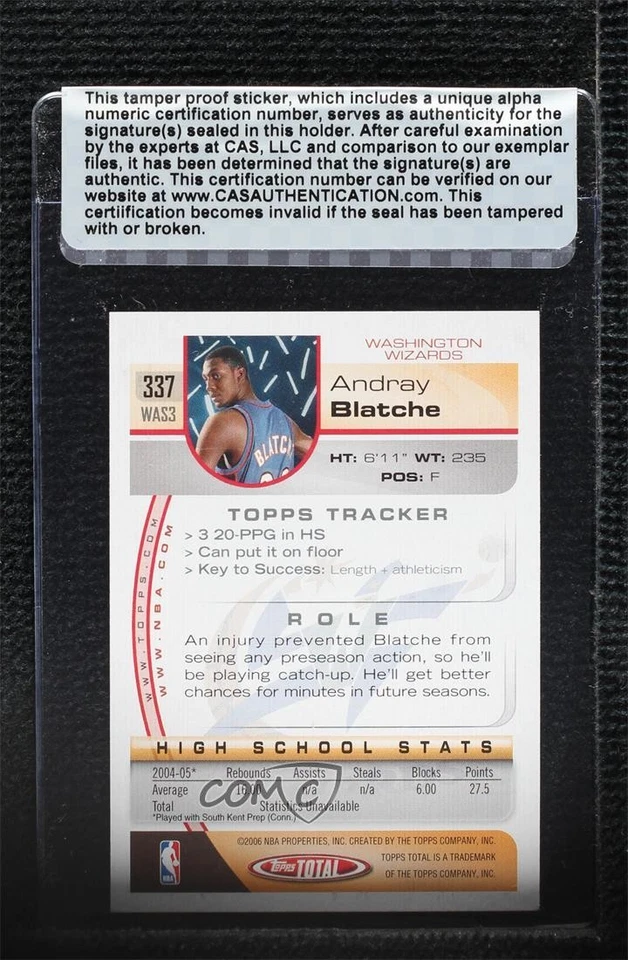 This tamper proof sticker, which includes a unique alpha
numeric certification number, serves as authenticity for the
signature(s) sealed in this holder. After careful examination
by the experts at CAS, LLC and comparison to our exemplar
files, it has been determined that the signature(s) are
authentic. This certification number can be verified on our
website at www.CASAUTHENTICATION.com. This
certiification becomes invalid if the seal has been tampered
with or broken.
WASHINGTON
WIZARDS
337
WAS3
Andray
Blatche
BLATCH
HT: 6'11" WT: 235
POS: F
TOPPS TRACKER
> 3 20-PPG in HS
> Can put it on floor
> Key to Success: Length + athleticism
WWW.TOPPS.COM
WWW.NBA.COM
ROLE
An injury prevented Blatche from
seeing any preseason action, so he'll
be playing catch-up. He'll get better
chances for minutes in future seasons.
HIGH SCHOOL STATS
2004-05* Rebounds Assists Steals Blocks Points
Average 16.00 n/a n/a 6.00 27.5
Total Statistics Unavailable
*Played with South Kent Prep (Conn.)
COMC
©2006 NBA PROPERTIES, INC. CREATED BY THE TOPPS COMPANY, INC.
TOPPS TOTAL IS A TRADEMARK
OF THE TOPPS COMPANY, INC.
NBA
Topps TOTAL